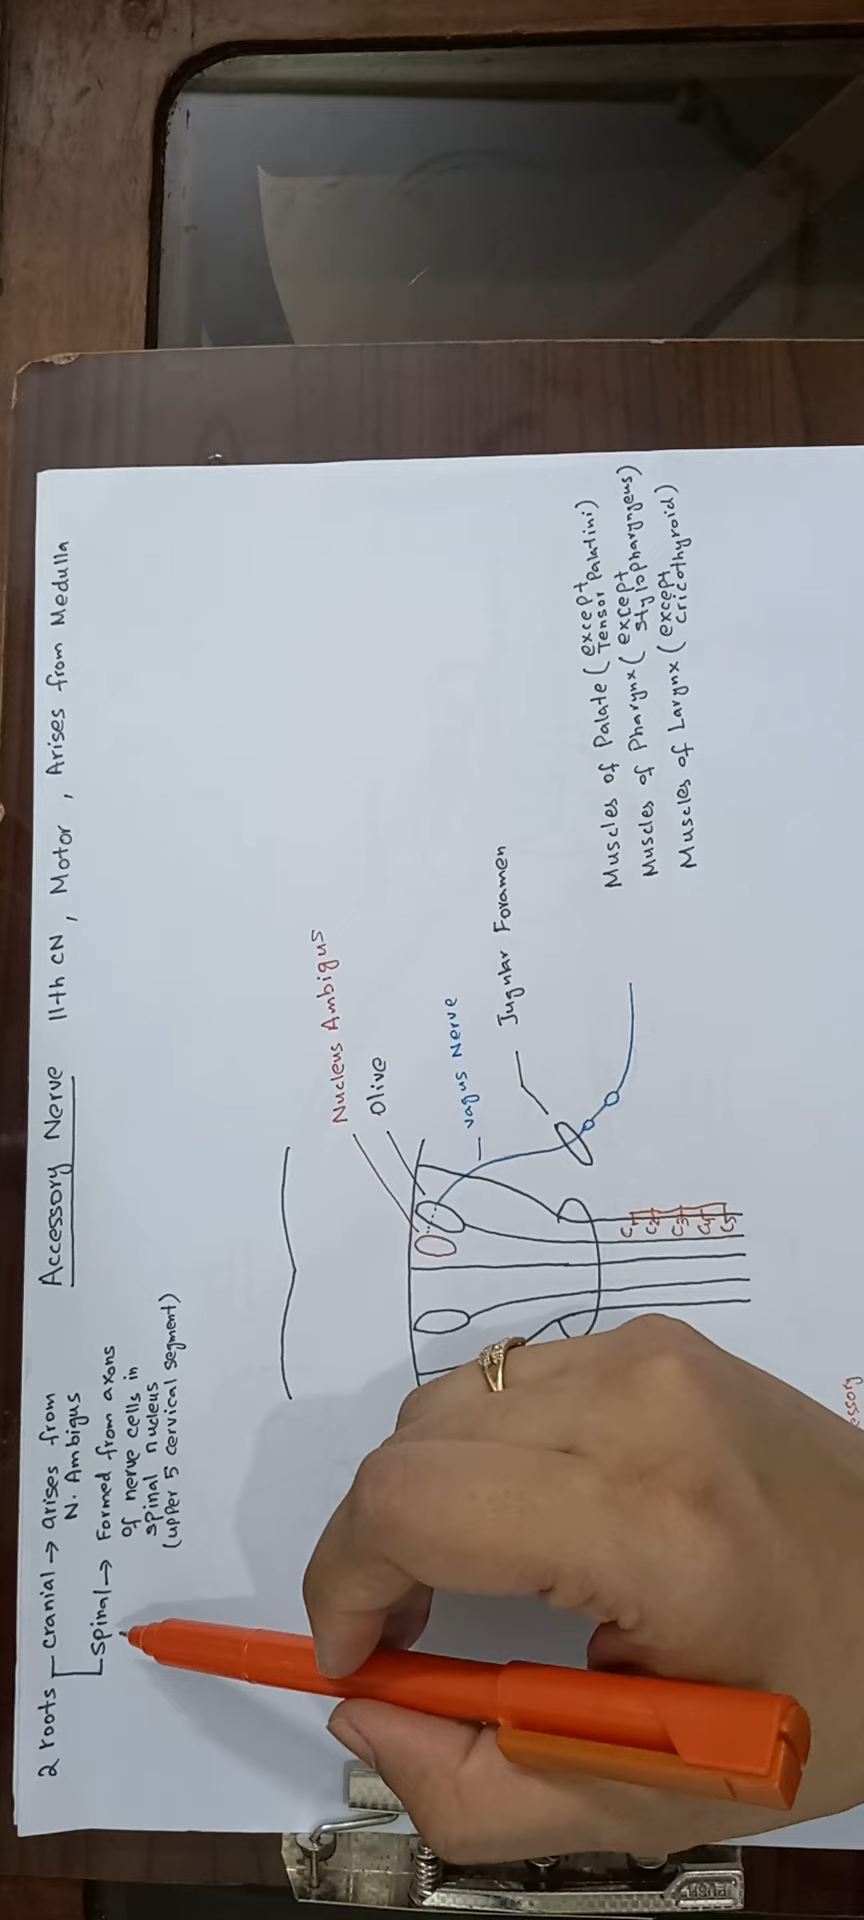 Accessory Nerve 11th CN, Motor, Arises from Medulla
2 roots cranial → arises from
N. Ambigus
spinal → Formed from axons
of nerve cells in
spinal nucleus
(upper 5 cervical segment)
Nucleus Ambigus
Olive
vagus Nerve
Jugular Foramen
Muscles of Palate (except
Tensor Palatini)
Muscles of Pharynx (except
Stylopharyngeus)
Muscles of Larynx (except
cricothyroid)
C1
C2
C3
C4
C5
PUSH